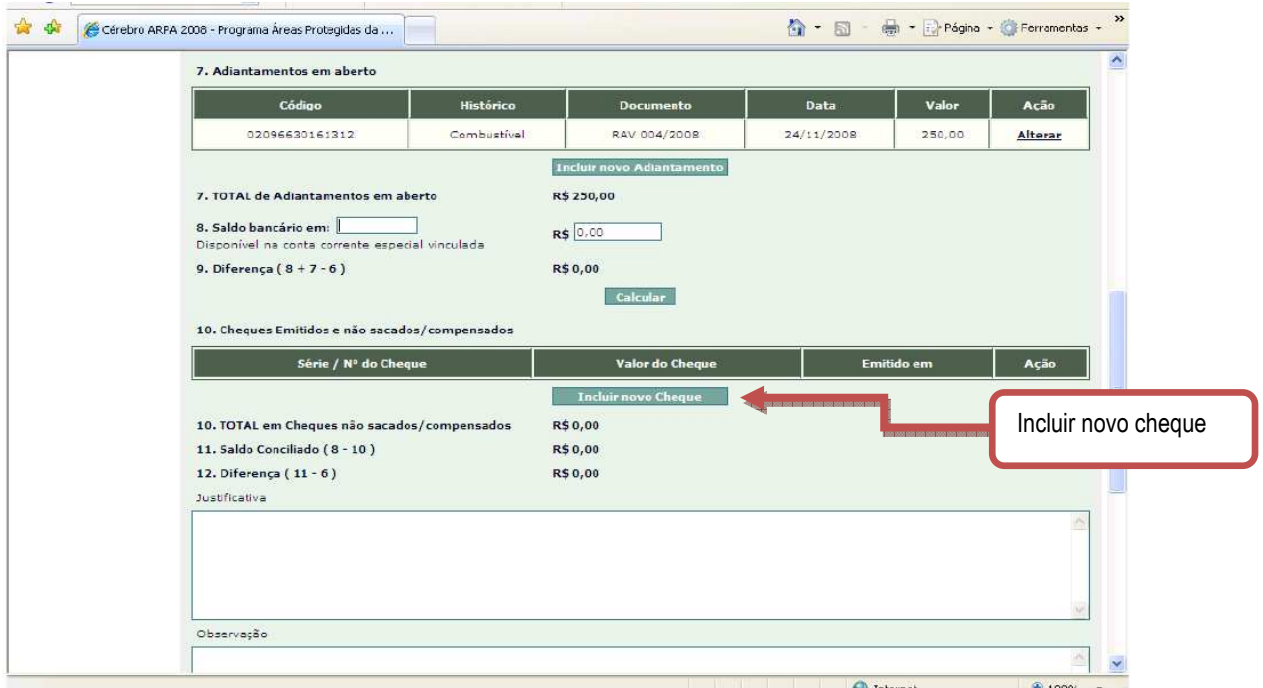 Cérebro ARPA 2008 - Programa Áreas Protegidas da ...
Página
Ferramentas
»
7. Adiantamentos em aberto
Código Histórico Documento Data Valor Ação
02096630161312 Combustível RAV 004/2008 24/11/2008 250,00 Alterar
Incluir novo Adiantamento
7. TOTAL de Adiantamentos em aberto R$ 250,00
8. Saldo bancário em: R$ 0,00
Disponível na conta corrente especial vinculada
9. Diferença ( 8 + 7 - 6 ) R$ 0,00
Calcular
10. Cheques Emitidos e não sacados/compensados
Série / Nº do Cheque Valor do Cheque Emitido em Ação
Incluir novo Cheque
Incluir novo cheque
10. TOTAL em Cheques não sacados/compensados R$ 0,00
11. Saldo Conciliado ( 8 - 10 ) R$ 0,00
12. Diferença ( 11 - 6 ) R$ 0,00
Justificativa
Observação